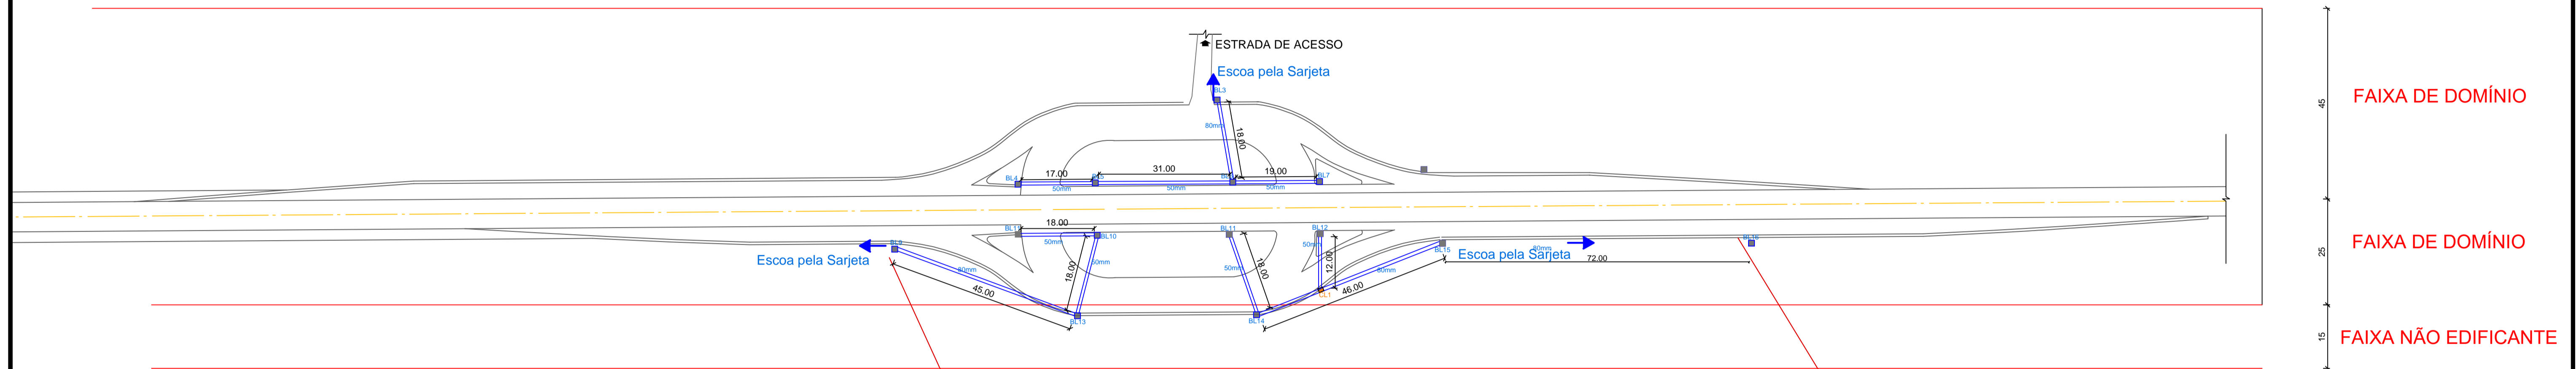 ESTRADA DE ACESSO
Escoa pela Sarjeta
BL3
80mm
18.00
45
FAIXA DE DOMÍNIO
BL4
17.00
BL5
31.00
19.00
BL7
50mm
50mm
50mm
18.00
50mm
BL10
BL11
BL12
50mm
BL9
Escoa pela Sarjeta
80mm
45.00
18.00
50mm
BL13
50mm
18.00
BL14
12.00
CL1
80mm
46.00
BL15
Escoa pela Sarjeta
80mm
72.00
BL16
25
FAIXA DE DOMÍNIO
15
FAIXA NÃO EDIFICANTE